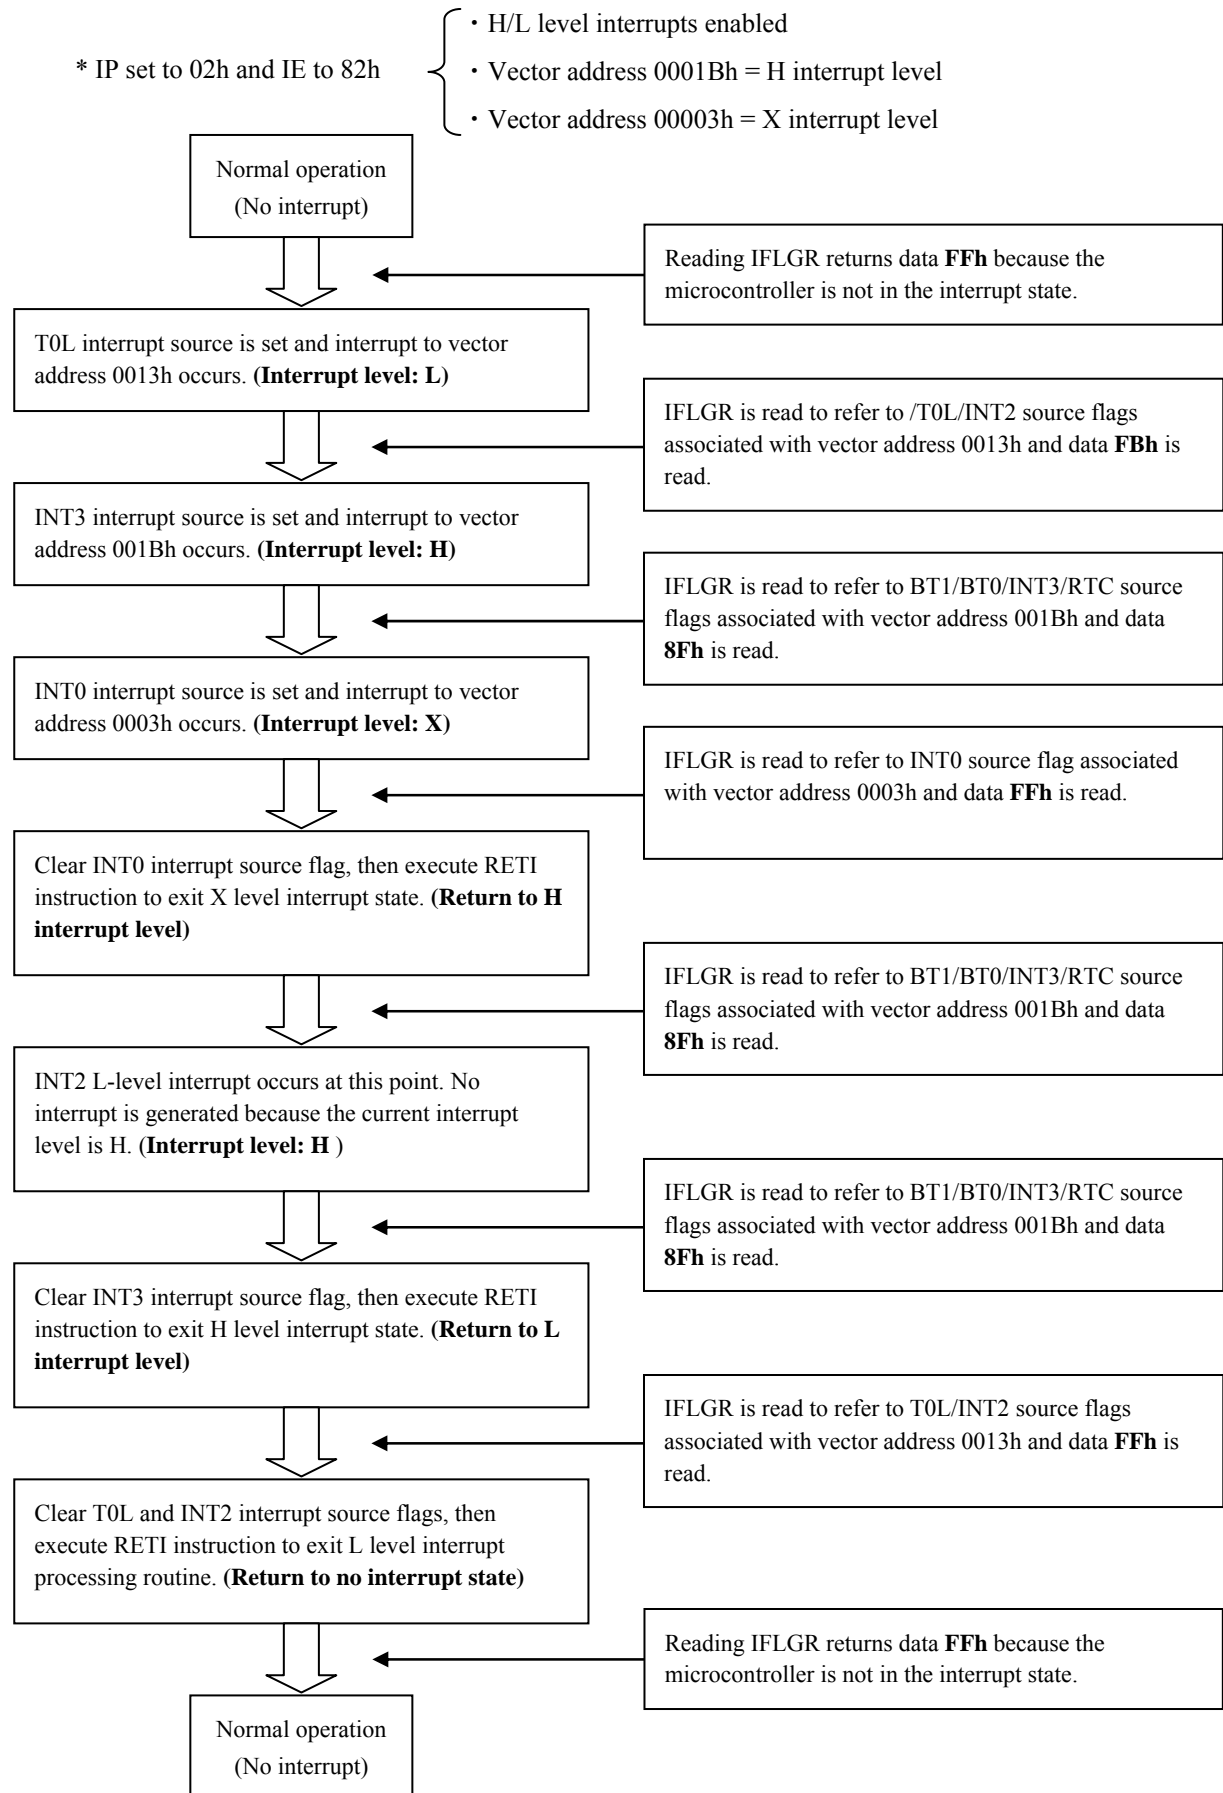 ・H/L level interrupts enabled
* IP set to 02h and IE to 82h
・Vector address 0001Bh = H interrupt level
・Vector address 00003h = X interrupt level
Normal operation
(No interrupt)
Reading IFLGR returns data FFh because the
microcontroller is not in the interrupt state.
T0L interrupt source is set and interrupt to vector
address 0013h occurs. (Interrupt level: L)
IFLGR is read to refer to /T0L/INT2 source flags
associated with vector address 0013h and data FBh is
read.
INT3 interrupt source is set and interrupt to vector
address 001Bh occurs. (Interrupt level: H)
IFLGR is read to refer to BT1/BT0/INT3/RTC source
flags associated with vector address 001Bh and data
8Fh is read.
INT0 interrupt source is set and interrupt to vector
address 0003h occurs. (Interrupt level: X)
IFLGR is read to refer to INT0 source flag associated
with vector address 0003h and data FFh is read.
Clear INT0 interrupt source flag, then execute RETI
instruction to exit X level interrupt state. (Return to H
interrupt level)
IFLGR is read to refer to BT1/BT0/INT3/RTC source
flags associated with vector address 001Bh and data
8Fh is read.
INT2 L-level interrupt occurs at this point. No
interrupt is generated because the current interrupt
level is H. (Interrupt level: H )
IFLGR is read to refer to BT1/BT0/INT3/RTC source
flags associated with vector address 001Bh and data
8Fh is read.
Clear INT3 interrupt source flag, then execute RETI
instruction to exit H level interrupt state. (Return to L
interrupt level)
IFLGR is read to refer to T0L/INT2 source flags
associated with vector address 0013h and data FFh is
read.
Clear T0L and INT2 interrupt source flags, then
execute RETI instruction to exit L level interrupt
processing routine. (Return to no interrupt state)
Reading IFLGR returns data FFh because the
microcontroller is not in the interrupt state.
Normal operation
(No interrupt)